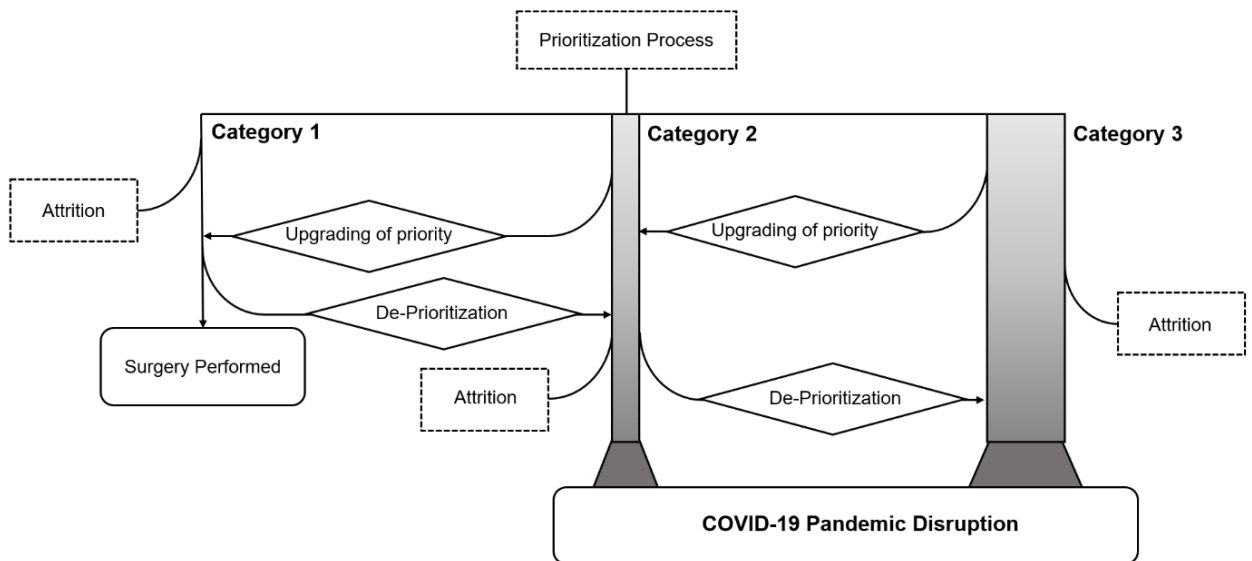 Prioritization Process
Category 1
Category 2
Category 3
Attrition
Upgrading of priority
Upgrading of priority
De-Prioritization
Attrition
Surgery Performed
Attrition
De-Prioritization
COVID-19 Pandemic Disruption